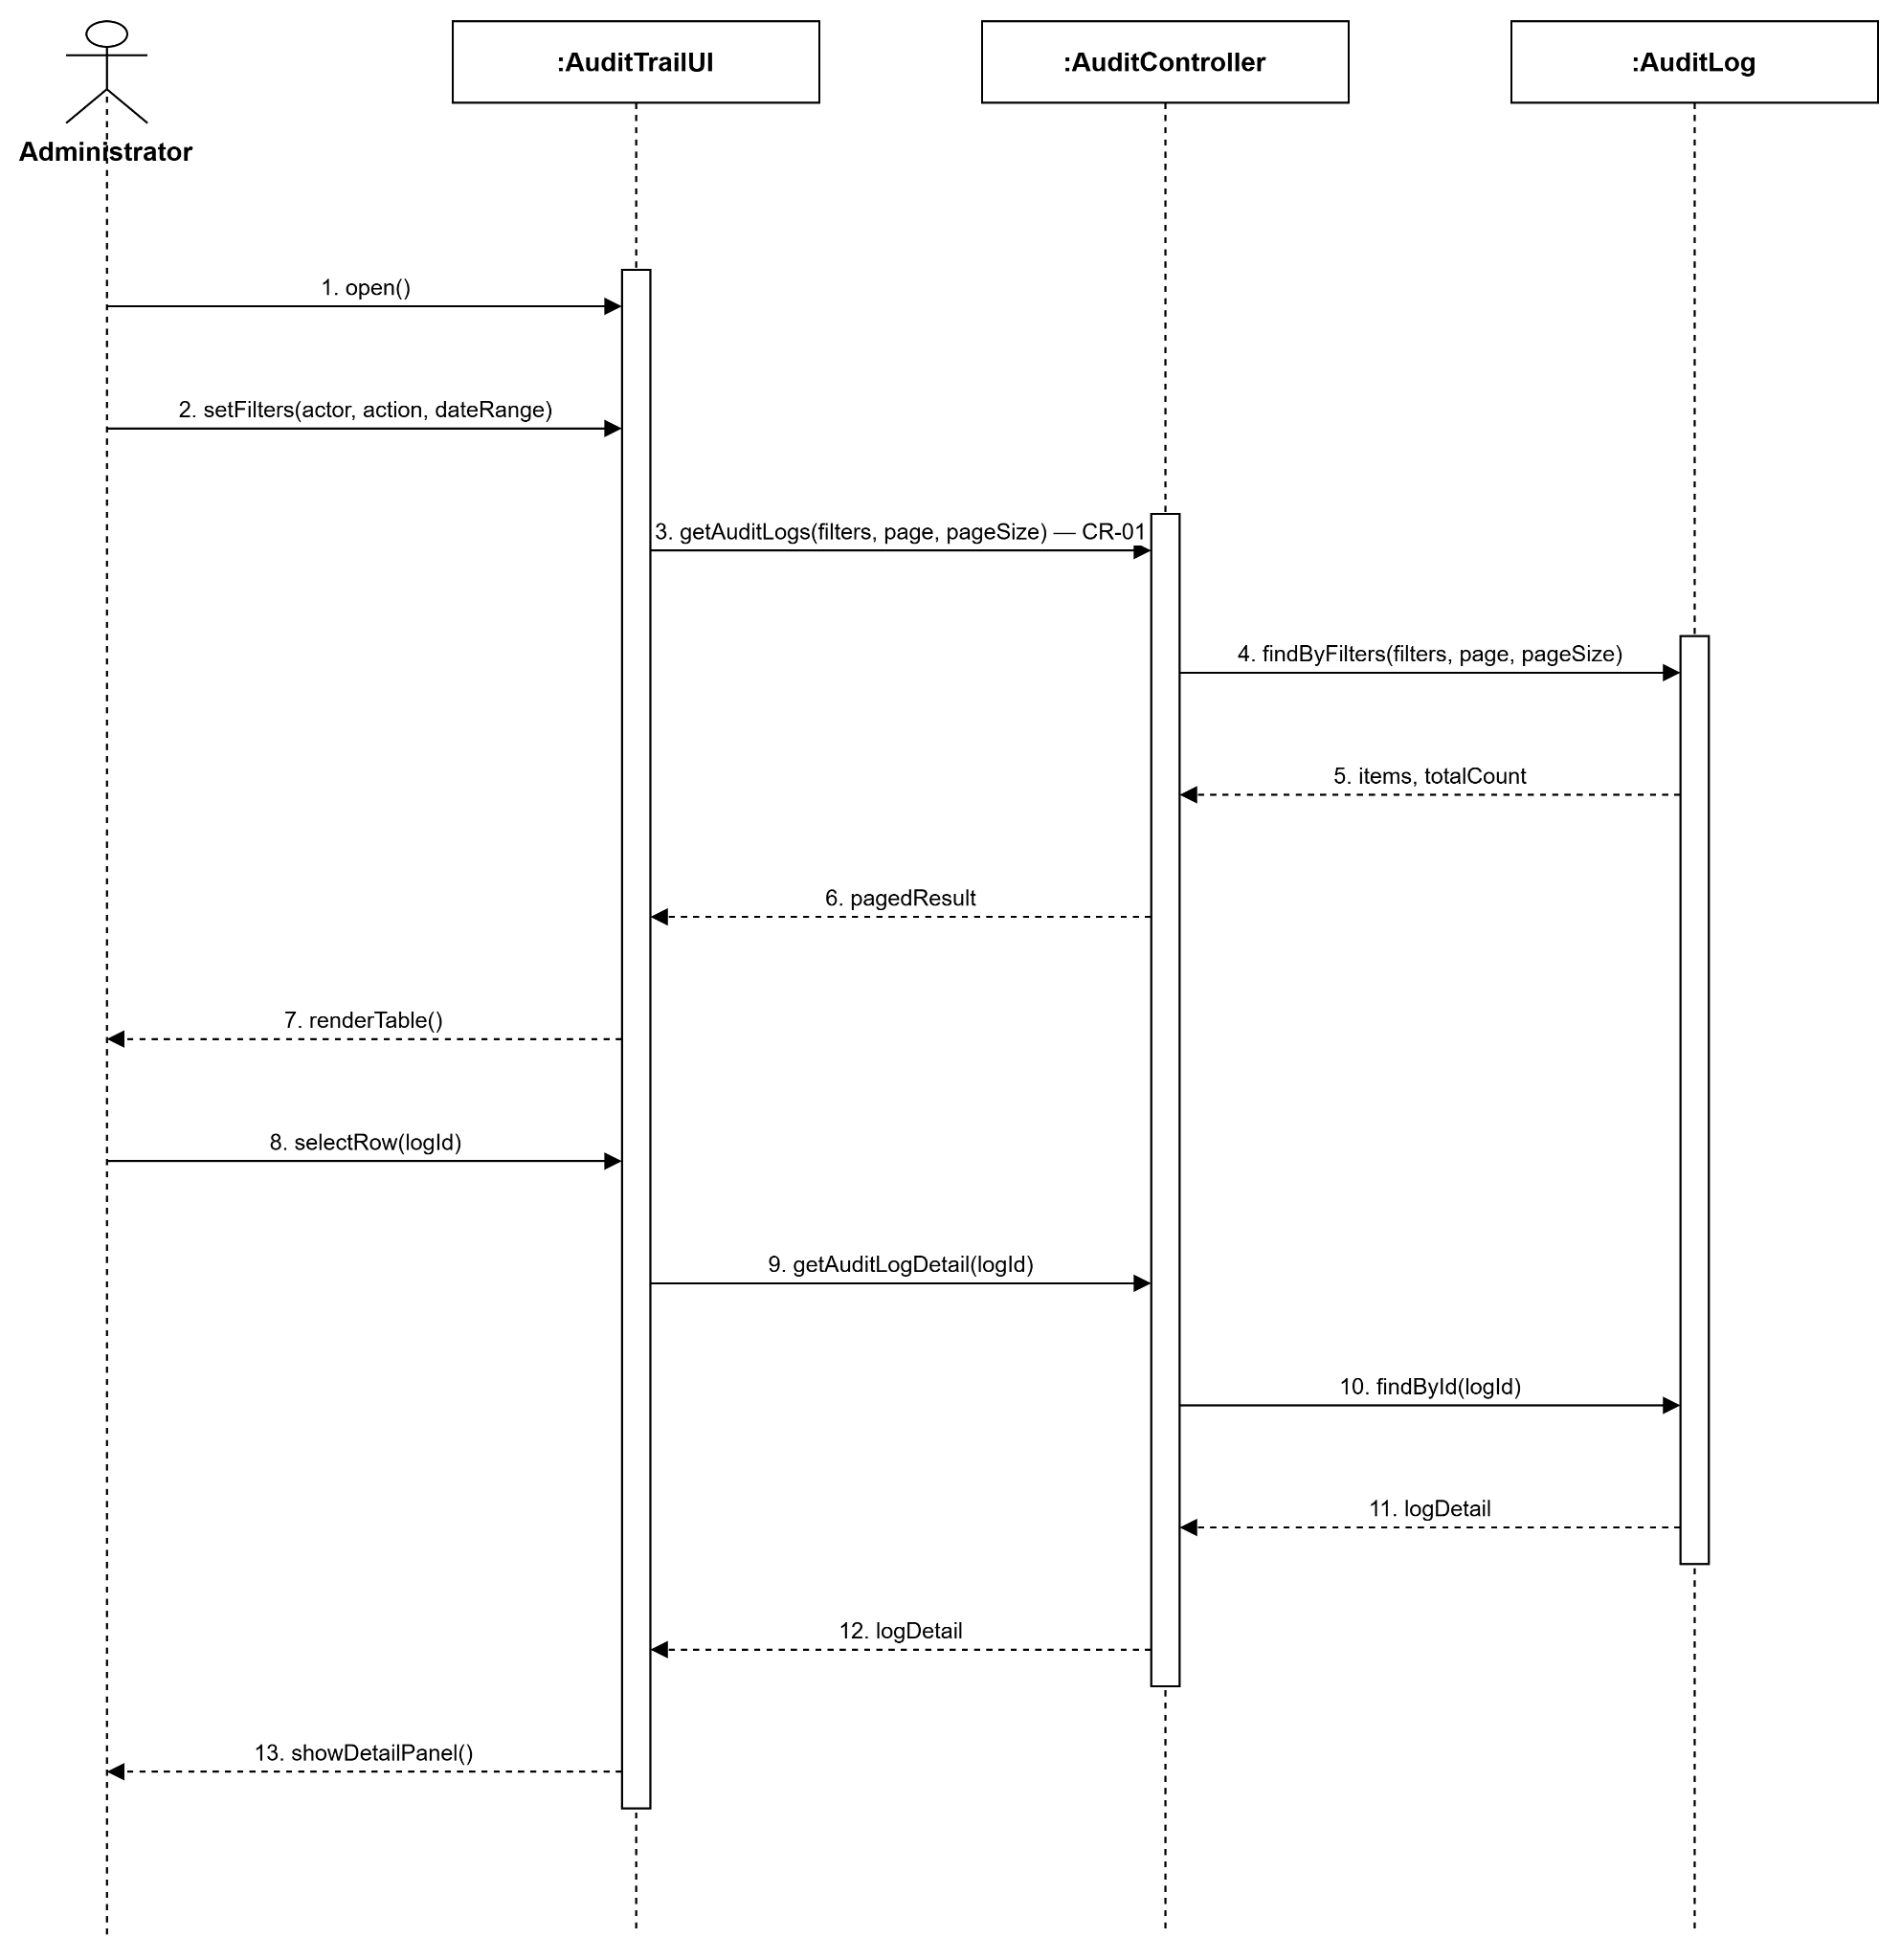 :AuditTrailUI
:AuditController
:AuditLog
Administrator
1. open()
2. setFilters(actor, action, dateRange)
3. getAuditLogs(filters, page, pageSize) — CR-01
4. findByFilters(filters, page, pageSize)
5. items, totalCount
6. pagedResult
7. renderTable()
8. selectRow(logId)
9. getAuditLogDetail(logId)
10. findById(logId)
11. logDetail
12. logDetail
13. showDetailPanel()